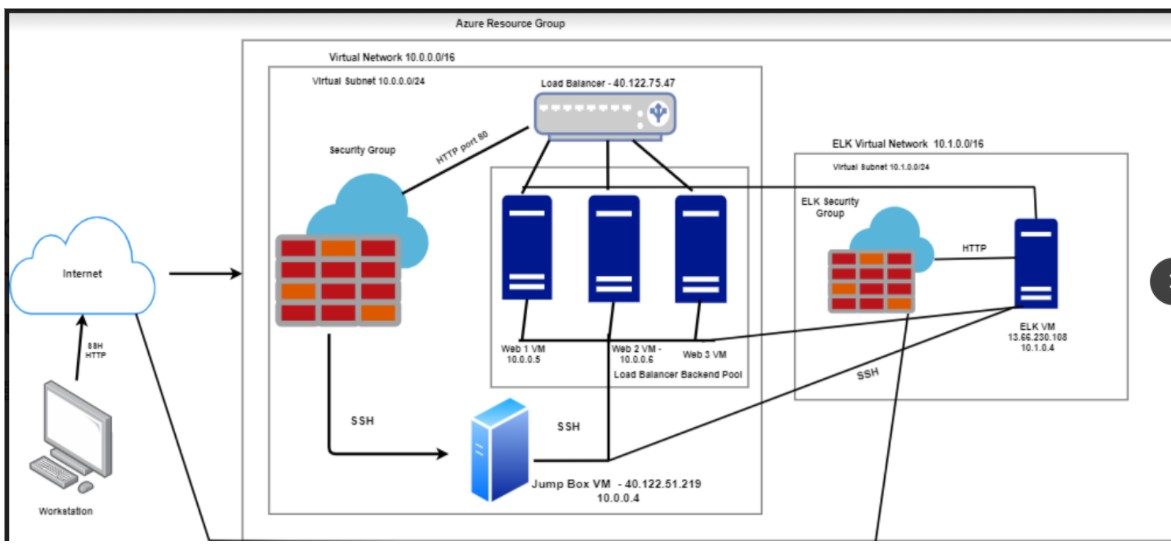 Azure Resource Group
Virtual Network 10.0.0.0/16
Virtual Subnet 10.0.0.0/24
Load Balancer - 40.122.75.47
Security Group
HTTP port 80
ELK Virtual Network 10.1.0.0/16
Virtual Subnet 10.1.0.0/24
ELK Security
Group
HTTP
Internet
SSH
HTTP
Workstation
Web 1 VM
10.0.0.5
Web 2 VM -
10.0.0.6
Web 3 VM
Load Balancer Backend Pool
ELK VM
13.66.230.108
10.1.0.4
SSH
SSH
SSH
Jump Box VM - 40.122.51.219
10.0.0.4